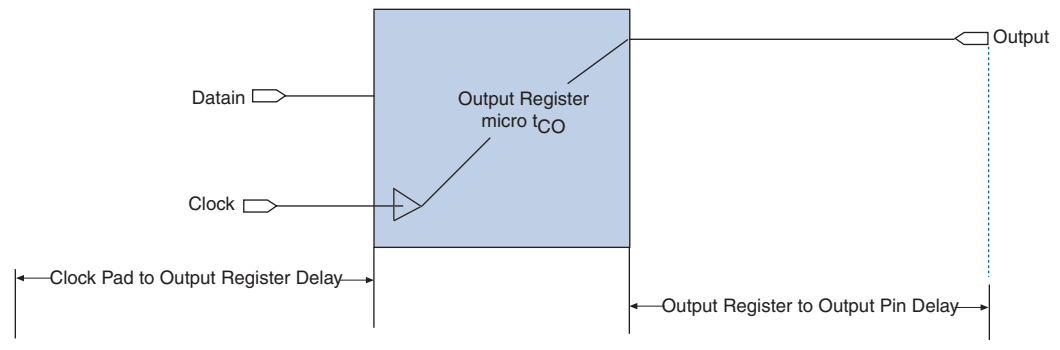 Output
Datain
Output Register
micro tCO
Clock
Clock Pad to Output Register Delay
Output Register to Output Pin Delay